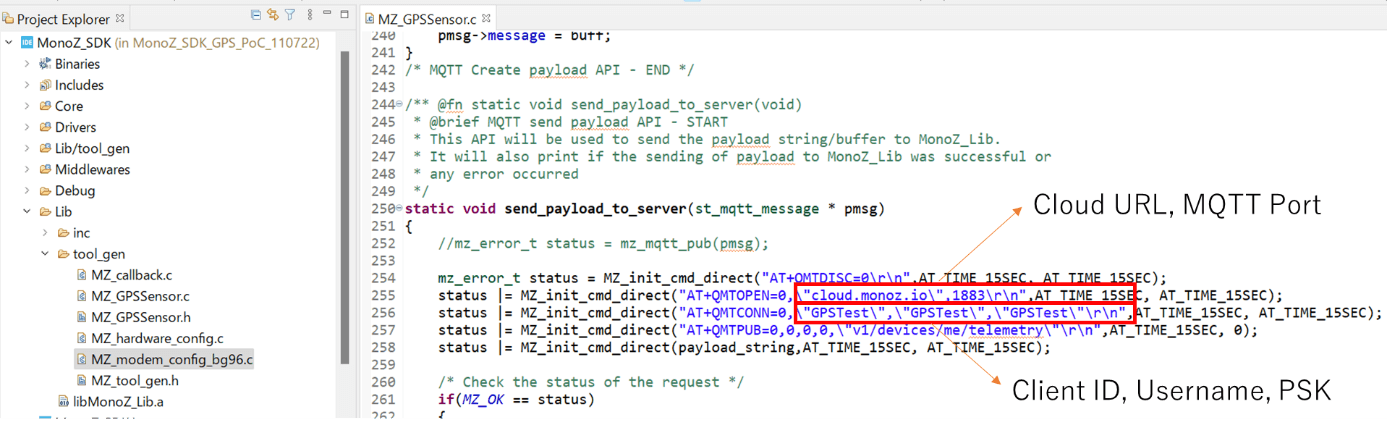 Project Explorer
MonoZ_SDK (in MonoZ_SDK_GPS_PoC_110722)
Binaries
Includes
Core
Drivers
Lib/tool_gen
Middlewares
Debug
Lib
inc
tool_gen
MZ_callback.c
MZ_GPSSensor.c
MZ_GPSSensor.h
MZ_hardware_config.c
MZ_modem_config_bg96.c
MZ_tool_gen.h
libMonoZ_Lib.a
MZ_GPSSensor.c
240 pmsg->message = buff;
241 }
242 /* MQTT Create payload API - END */
243
244 /** @fn static void send_payload_to_server(void)
245 * @brief MQTT send payload API - START
246 * This API will be used to send the payload string/buffer to MonoZ_Lib.
247 * It will also print if the sending of payload to MonoZ_Lib was successful or
248 * any error occurred
249 */
250 static void send_payload_to_server(st_mqtt_message * pmsg)
251 {
252 //mz_error_t status = mz_mqtt_pub(pmsg);
253
254 mz_error_t status = MZ_init_cmd_direct("AT+QMTDISC=0\r\n",AT_TIME_15SEC, AT_TIME_15SEC);
255 status |= MZ_init_cmd_direct("AT+QMTOPEN=0,\"cloud.monoz.io\",1883\r\n",AT_TIME_15SEC, AT_TIME_15SEC);
256 status |= MZ_init_cmd_direct("AT+QMTCONN=0,\"GPSTest\",\"GPSTest\",\"GPSTest\"\r\n",AT_TIME_15SEC, AT_TIME_15SEC);
257 status |= MZ_init_cmd_direct("AT+QMTPUB=0,0,0,0,\"v1/devices/me/telemetry\"\r\n",AT_TIME_15SEC, 0);
258 status |= MZ_init_cmd_direct(payload_string,AT_TIME_15SEC, AT_TIME_15SEC);
259
260 /* Check the status of the request */
261 if(MZ_OK == status)
262 {
Cloud URL, MQTT Port
Client ID, Username, PSK